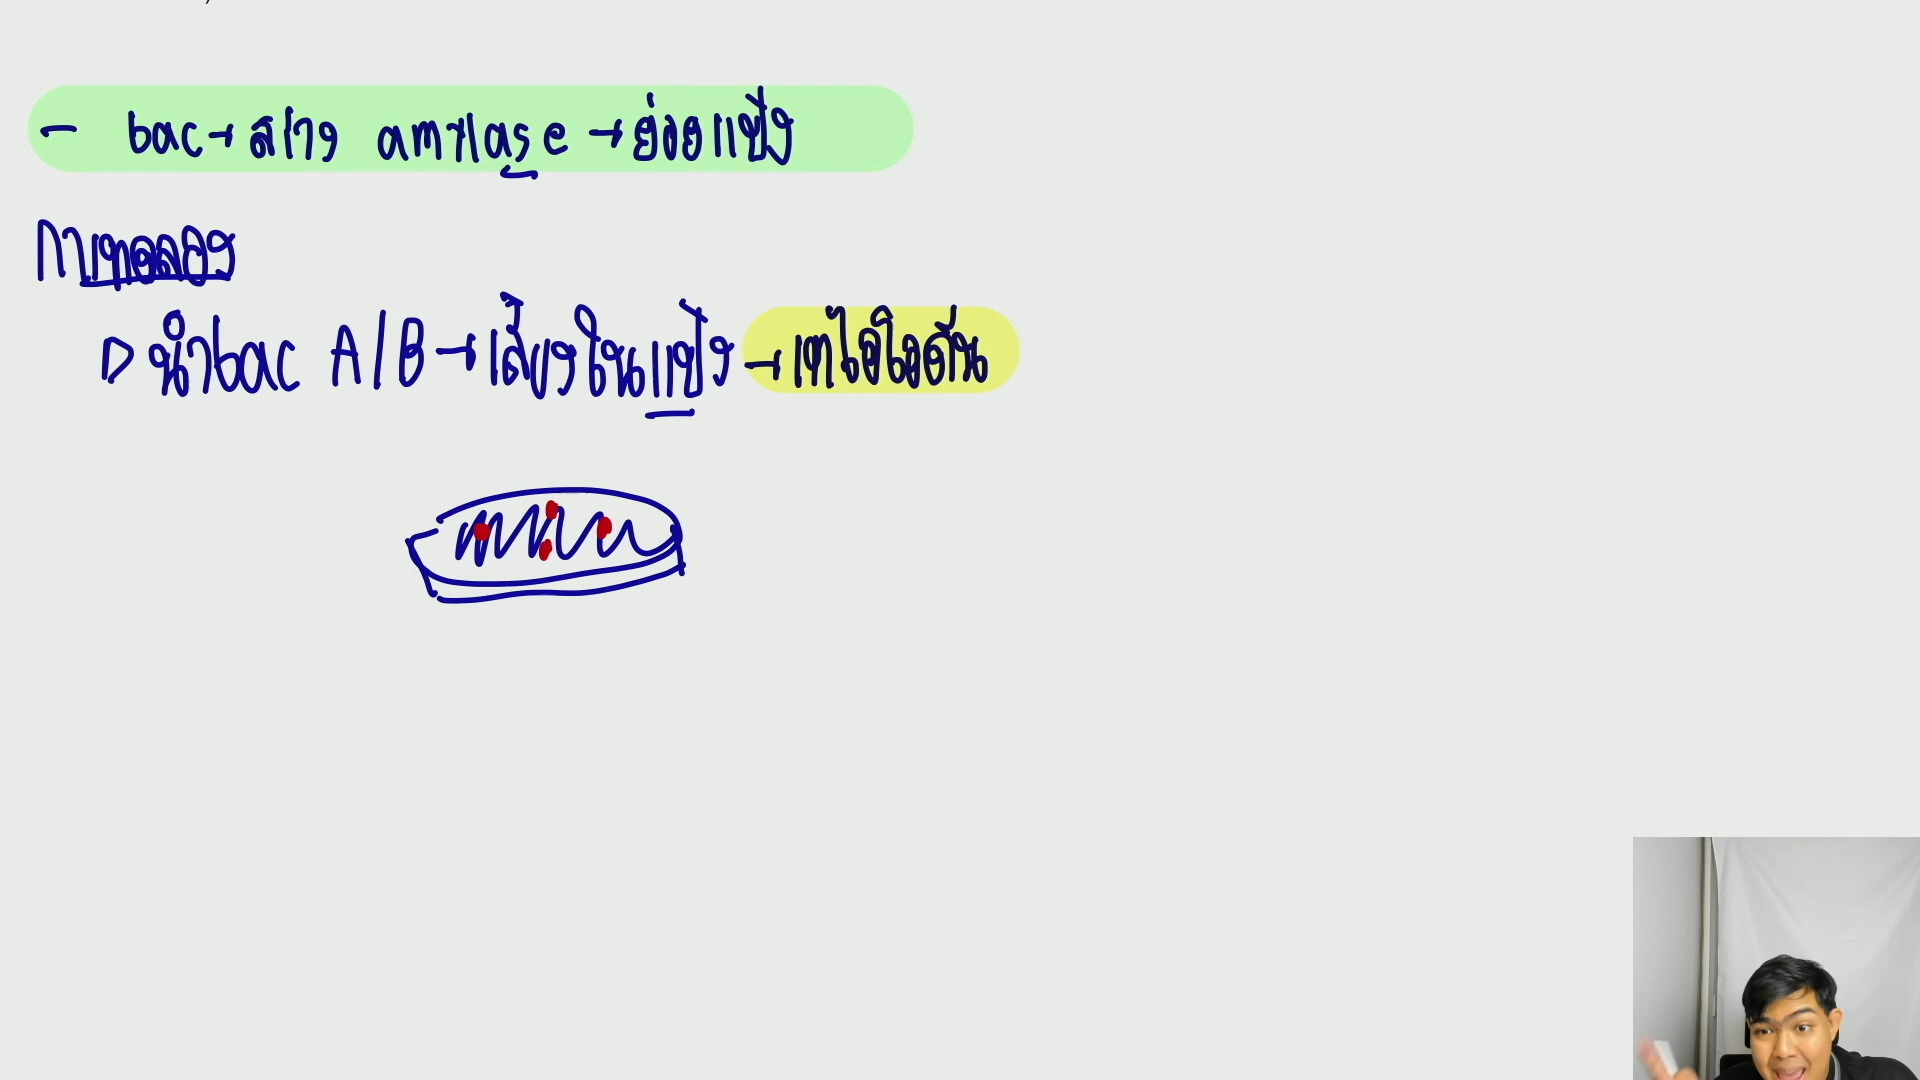 - bac → สร้าง amylase → ย่อยแป้ง
การทดลอง
▷ นำ bac A/B → เลี้ยงในแป้ง → เทไอโอดีน